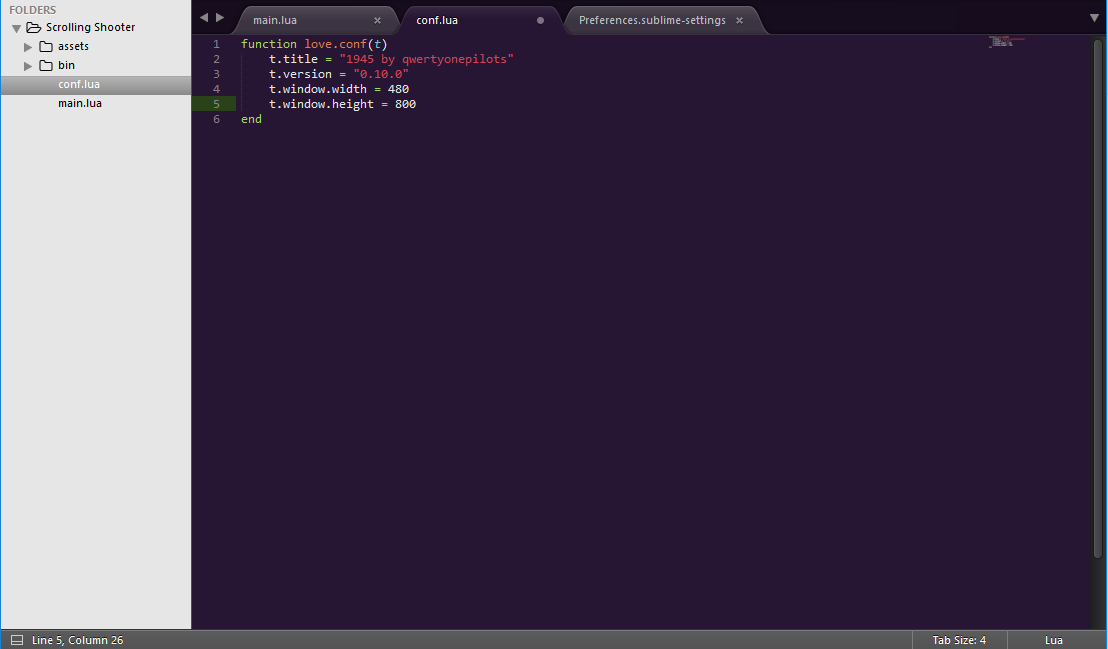 FOLDERS
Scrolling Shooter
assets
bin
conf.lua
main.lua
main.lua × conf.lua Preferences.sublime-settings ×
1 function love.conf(t)
2     t.title = "1945 by qwertyonepilots"
3     t.version = "0.10.0"
4     t.window.width = 480
5     t.window.height = 800
6 end
Line 5, Column 26 Tab Size: 4 Lua